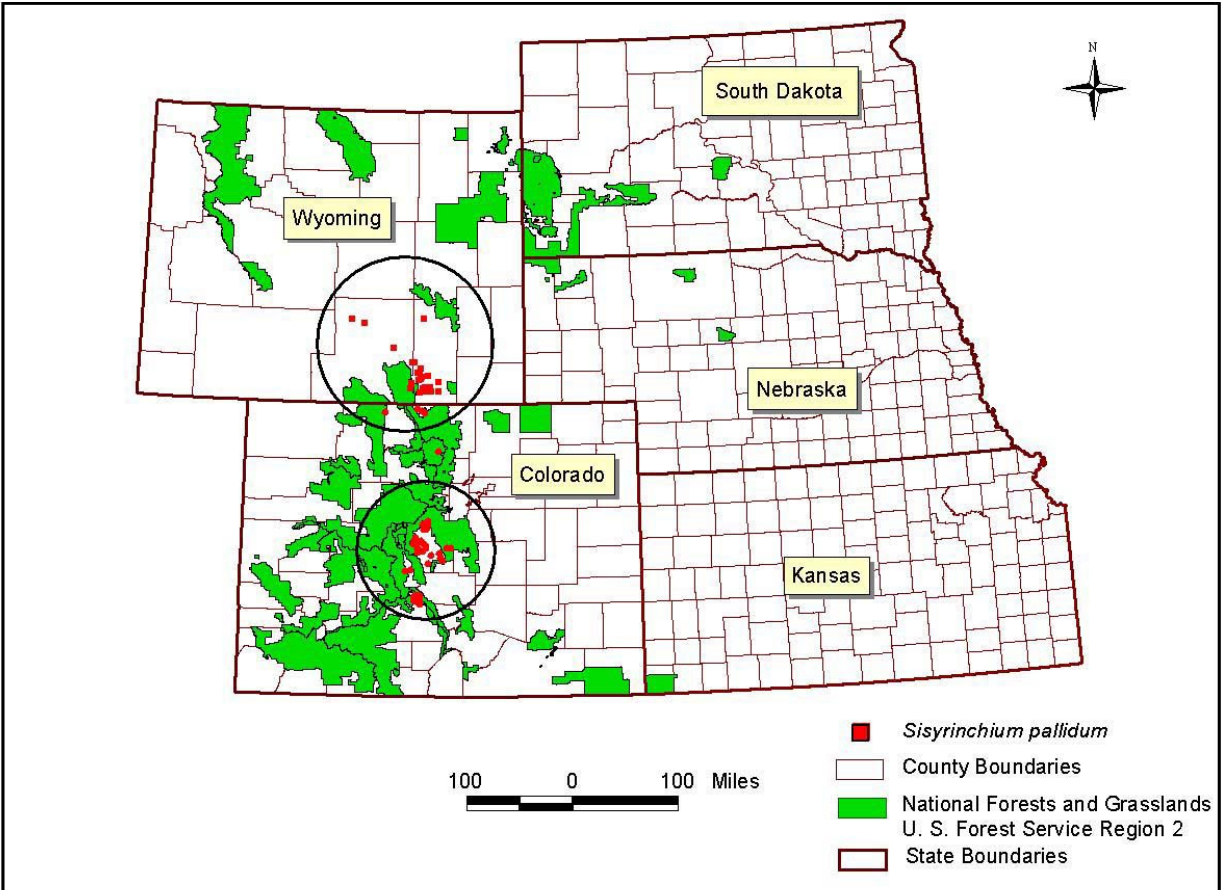 N
South Dakota
Wyoming
Nebraska
Colorado
Kansas
Sisyrinchium pallidum
County Boundaries
100 0 100 Miles
National Forests and Grasslands
U. S. Forest Service Region 2
State Boundaries